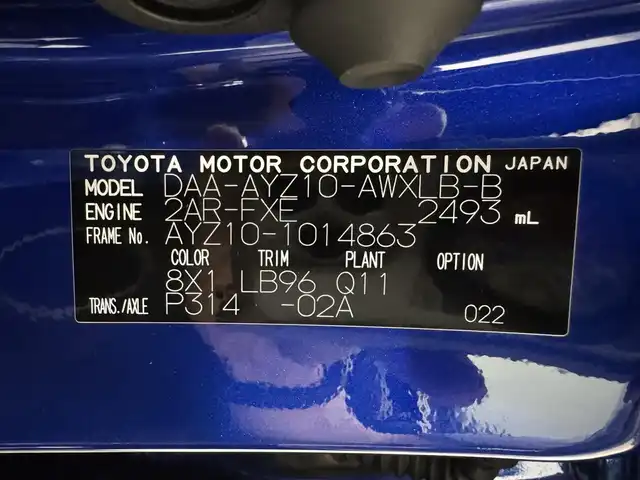 TOYOTA MOTOR CORPORATION JAPAN
MODEL DAA-AYZ10-AWXLB-B
ENGINE 2AR-FXE 2493 mL
FRAME No. AYZ10-1014863
COLOR TRIM PLANT OPTION
8X1 LB96 Q11
TRANS./AXLE P314 -02A 022